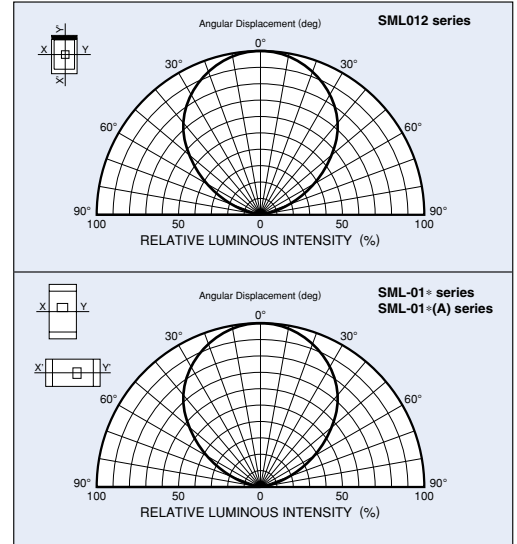 SML012 series
Angular Displacement (deg)
0°
30° 30°
60° 60°
90° 90°
X Y
X' Y'
100 50 0 50 100
RELATIVE LUMINOUS INTENSITY (%)
SML-01* series
SML-01*(A) series
Angular Displacement (deg)
0°
30° 30°
X Y
X' Y'
60° 60°
90° 90°
100 50 0 50 100
RELATIVE LUMINOUS INTENSITY (%)